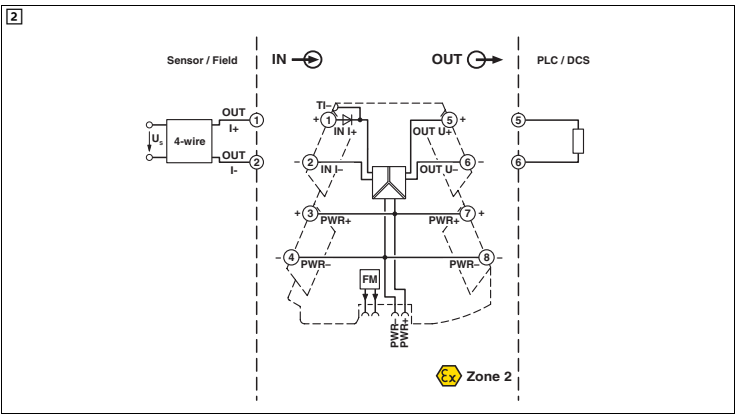 2
Sensor / Field
IN
OUT
PLC / DCS
Us
4-wire
OUT
I+
1
OUT
I-
2
TI–
+ 1
IN I+
– 2
IN I–
+ 3
PWR+
– 4
PWR–
5 +
OUT U+
6 –
OUT U–
7 +
PWR+
8 –
PWR–
5
6
FM
PWR–
PWR+
Ex Zone 2